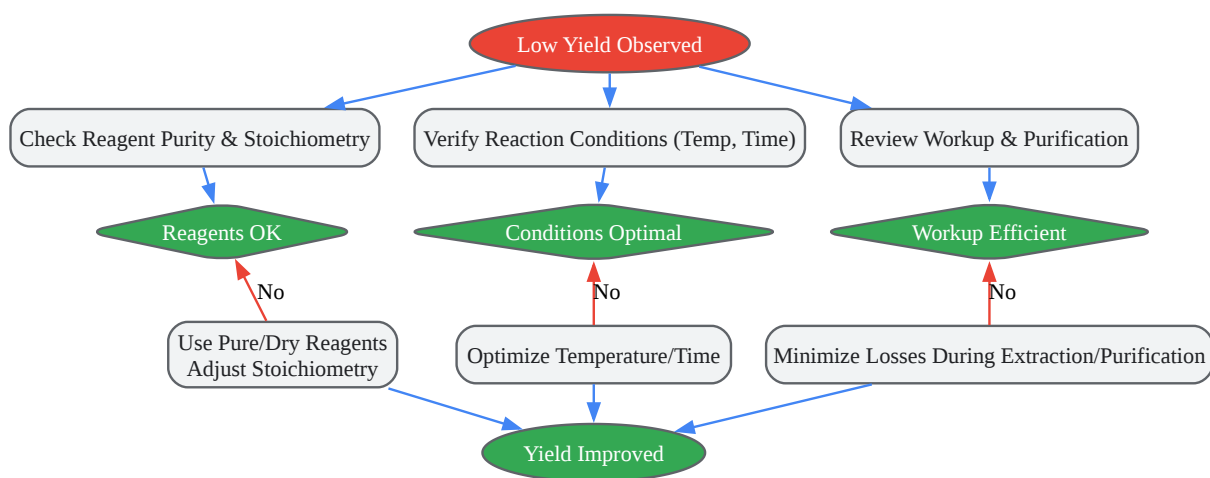 Low Yield Observed
Check Reagent Purity & Stoichiometry
Verify Reaction Conditions (Temp, Time)
Review Workup & Purification
Reagents OK
Conditions Optimal
Workup Efficient
No
No
No
Use Pure/Dry Reagents
Adjust Stoichiometry
Optimize Temperature/Time
Minimize Losses During Extraction/Purification
Yield Improved